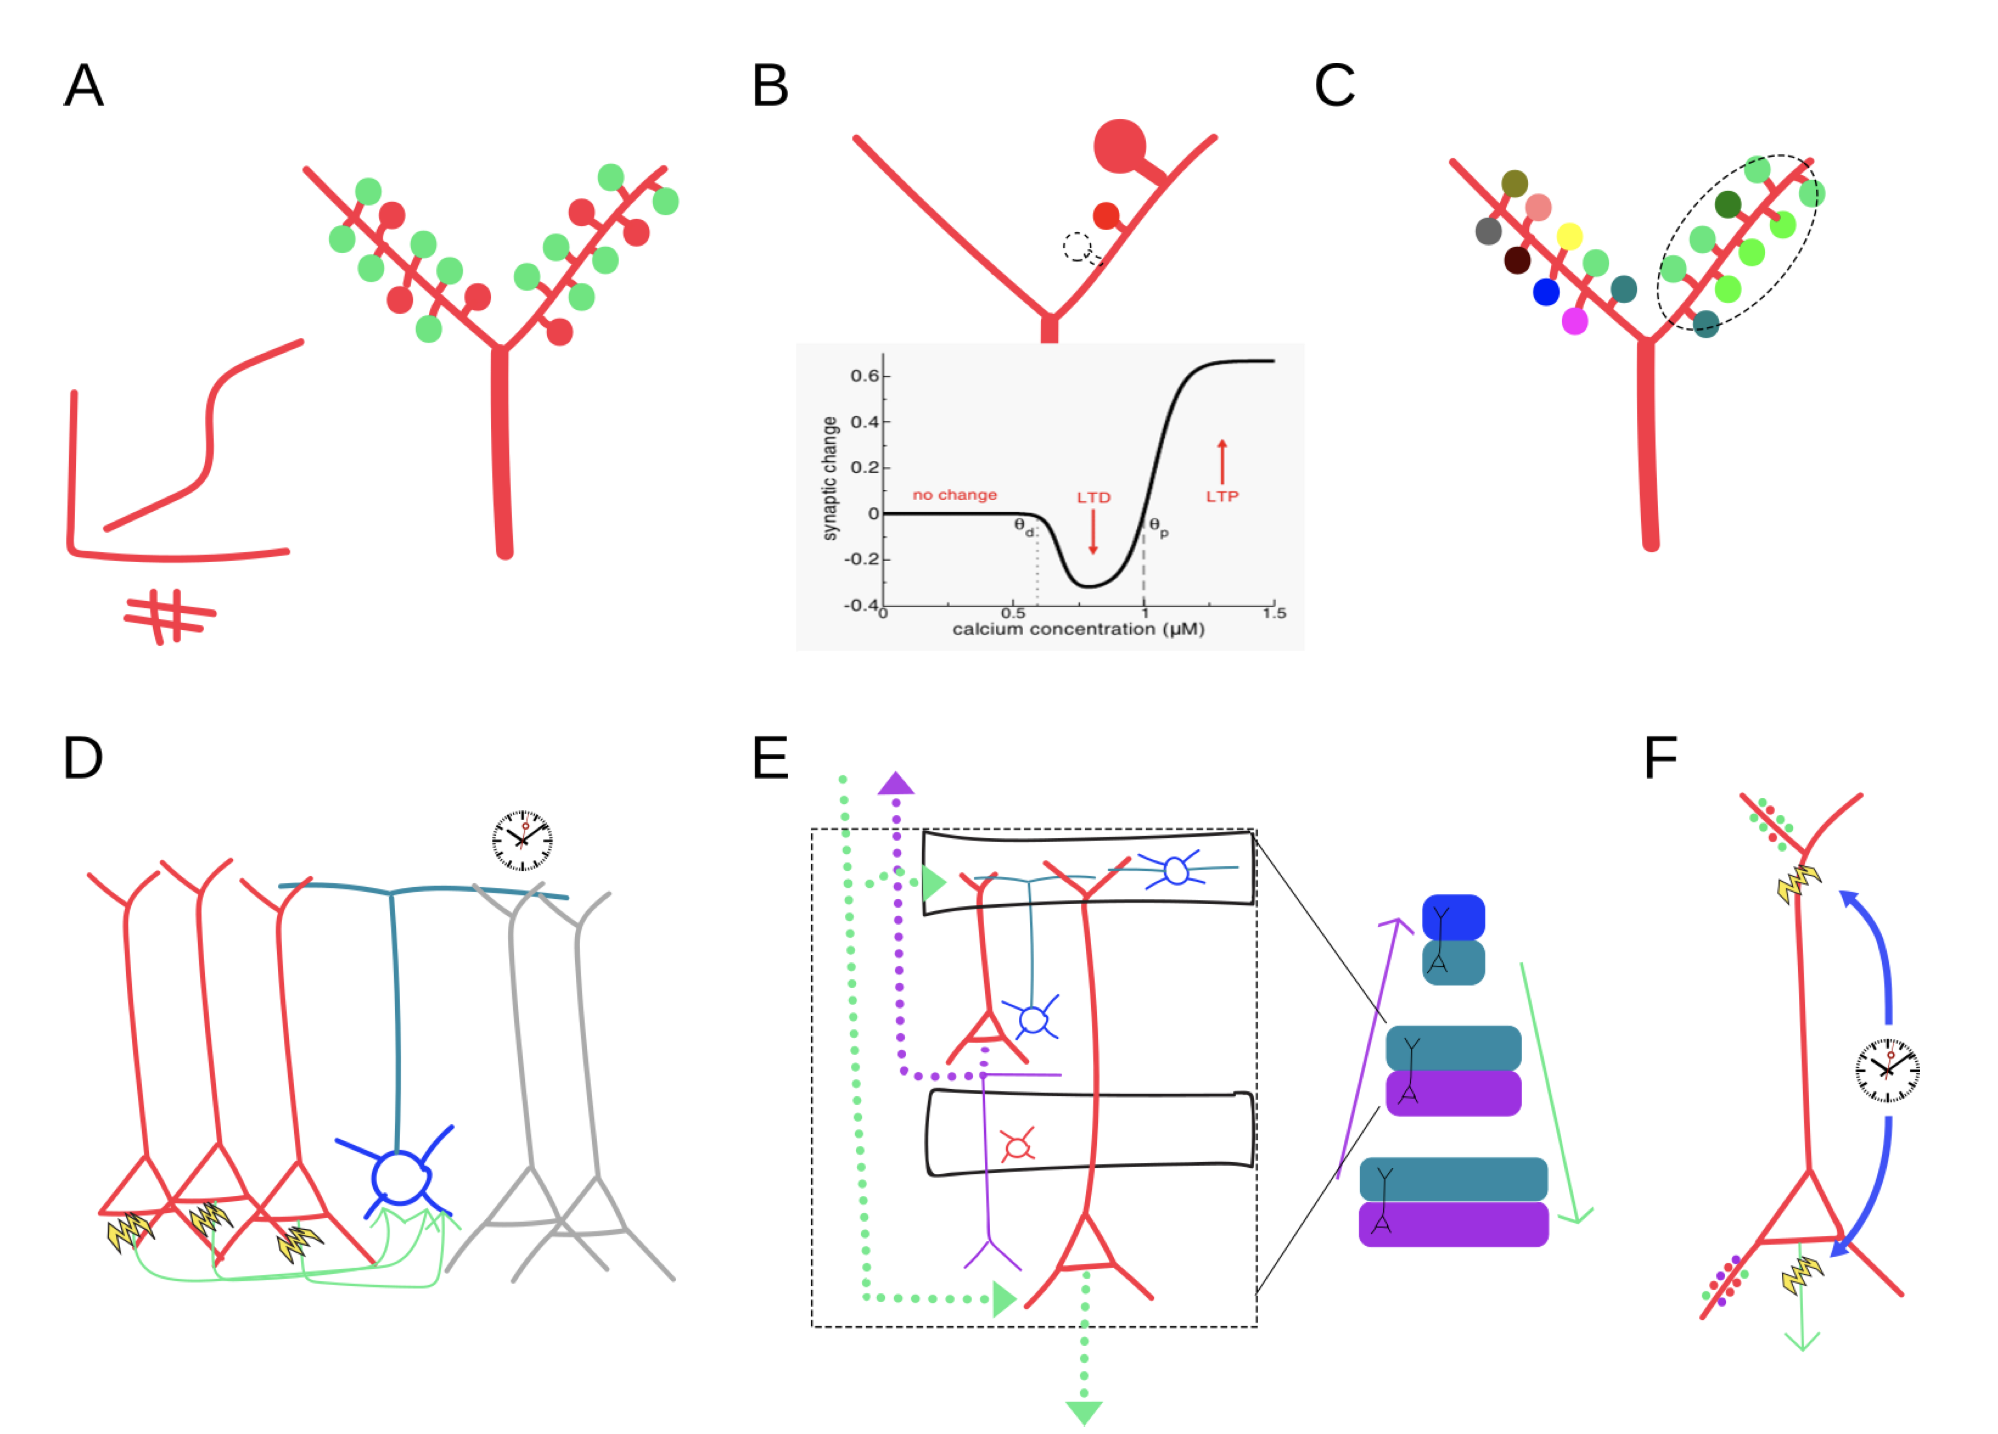 A
B
C
#
0.6
0.4
0.2
0
-0.2
-0.4
synaptic change
no change
LTD
LTP
θd
θp
0
0.5
1
1.5
calcium concentration (μM)
D
E
F